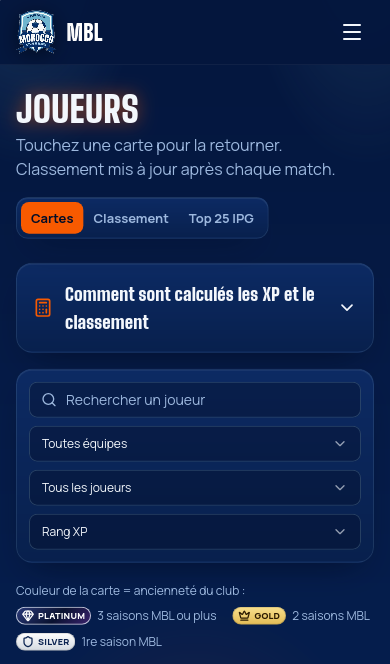 MOROCCO
MBL
JOUEURS
Touchez une carte pour la retourner.
Classement mis à jour après chaque match.
Cartes Classement Top 25 IPG
Comment sont calculés les XP et le
classement
Rechercher un joueur
Toutes équipes
Tous les joueurs
Rang XP
Couleur de la carte = ancienneté du club :
PLATINUM 3 saisons MBL ou plus GOLD 2 saisons MBL
SILVER 1re saison MBL